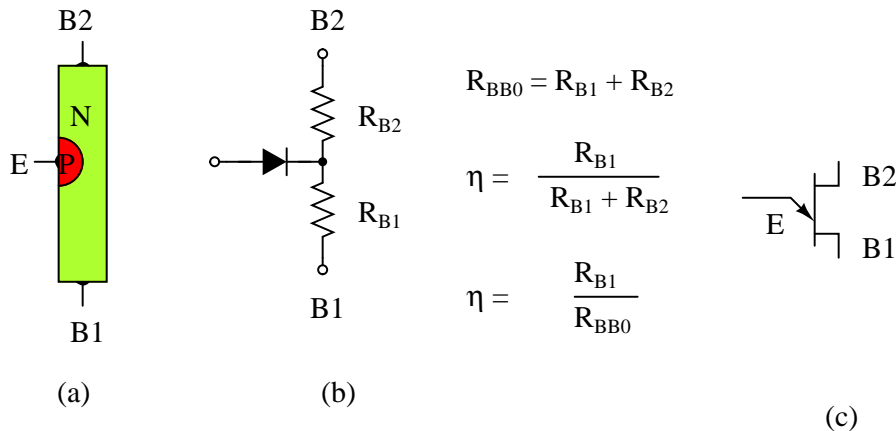 B2
N
E
P
B1
(a)
B2
R_B2
R_B1
B1
(b)
R_BB0 = R_B1 + R_B2
η = R_B1 / R_B1 + R_B2
η = R_B1 / R_BB0
B2
E
B1
(c)